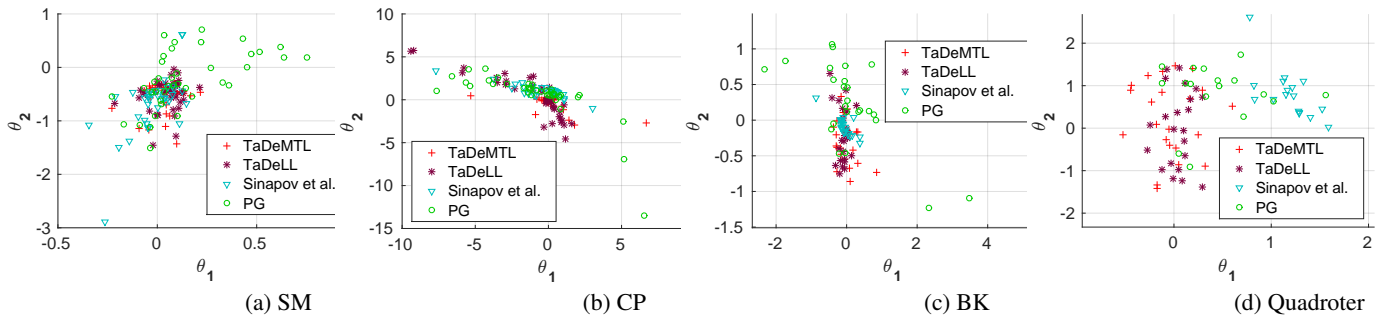 1
0
-1
-2
-3
θ2
-0.5
0
0.5
θ1
TaDeMTL
TaDeLL
Sinapov et al.
PG
(a) SM
10
5
0
-5
-10
-15
θ2
-10
-5
0
5
θ1
TaDeMTL
TaDeLL
Sinapov et al.
PG
(b) CP
1
0.5
0
-0.5
-1
-1.5
θ2
-2
0
2
4
θ1
TaDeMTL
TaDeLL
Sinapov et al.
PG
(c) BK
2
1
0
-1
-2
θ2
0
1
2
θ1
TaDeMTL
TaDeLL
Sinapov et al.
PG
(d) Quadroter